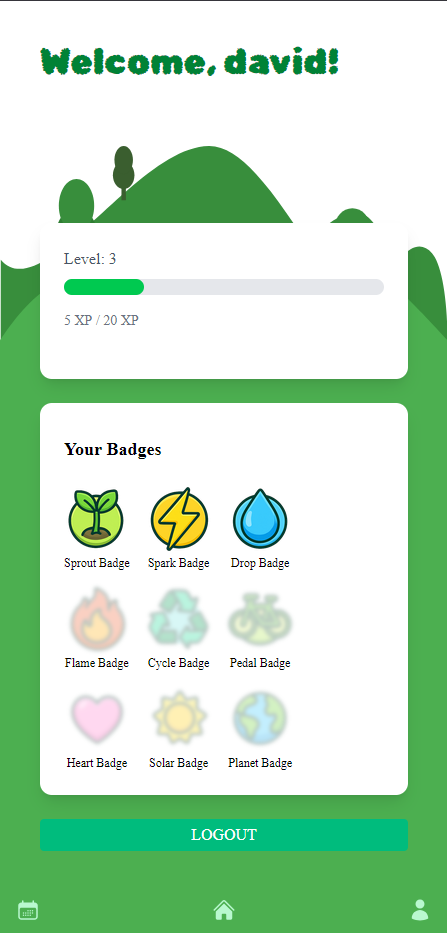 Welcome, david!
Level: 3
5 XP / 20 XP
Your Badges
Sprout Badge Spark Badge Drop Badge
Flame Badge Cycle Badge Pedal Badge
Heart Badge Solar Badge Planet Badge
LOGOUT